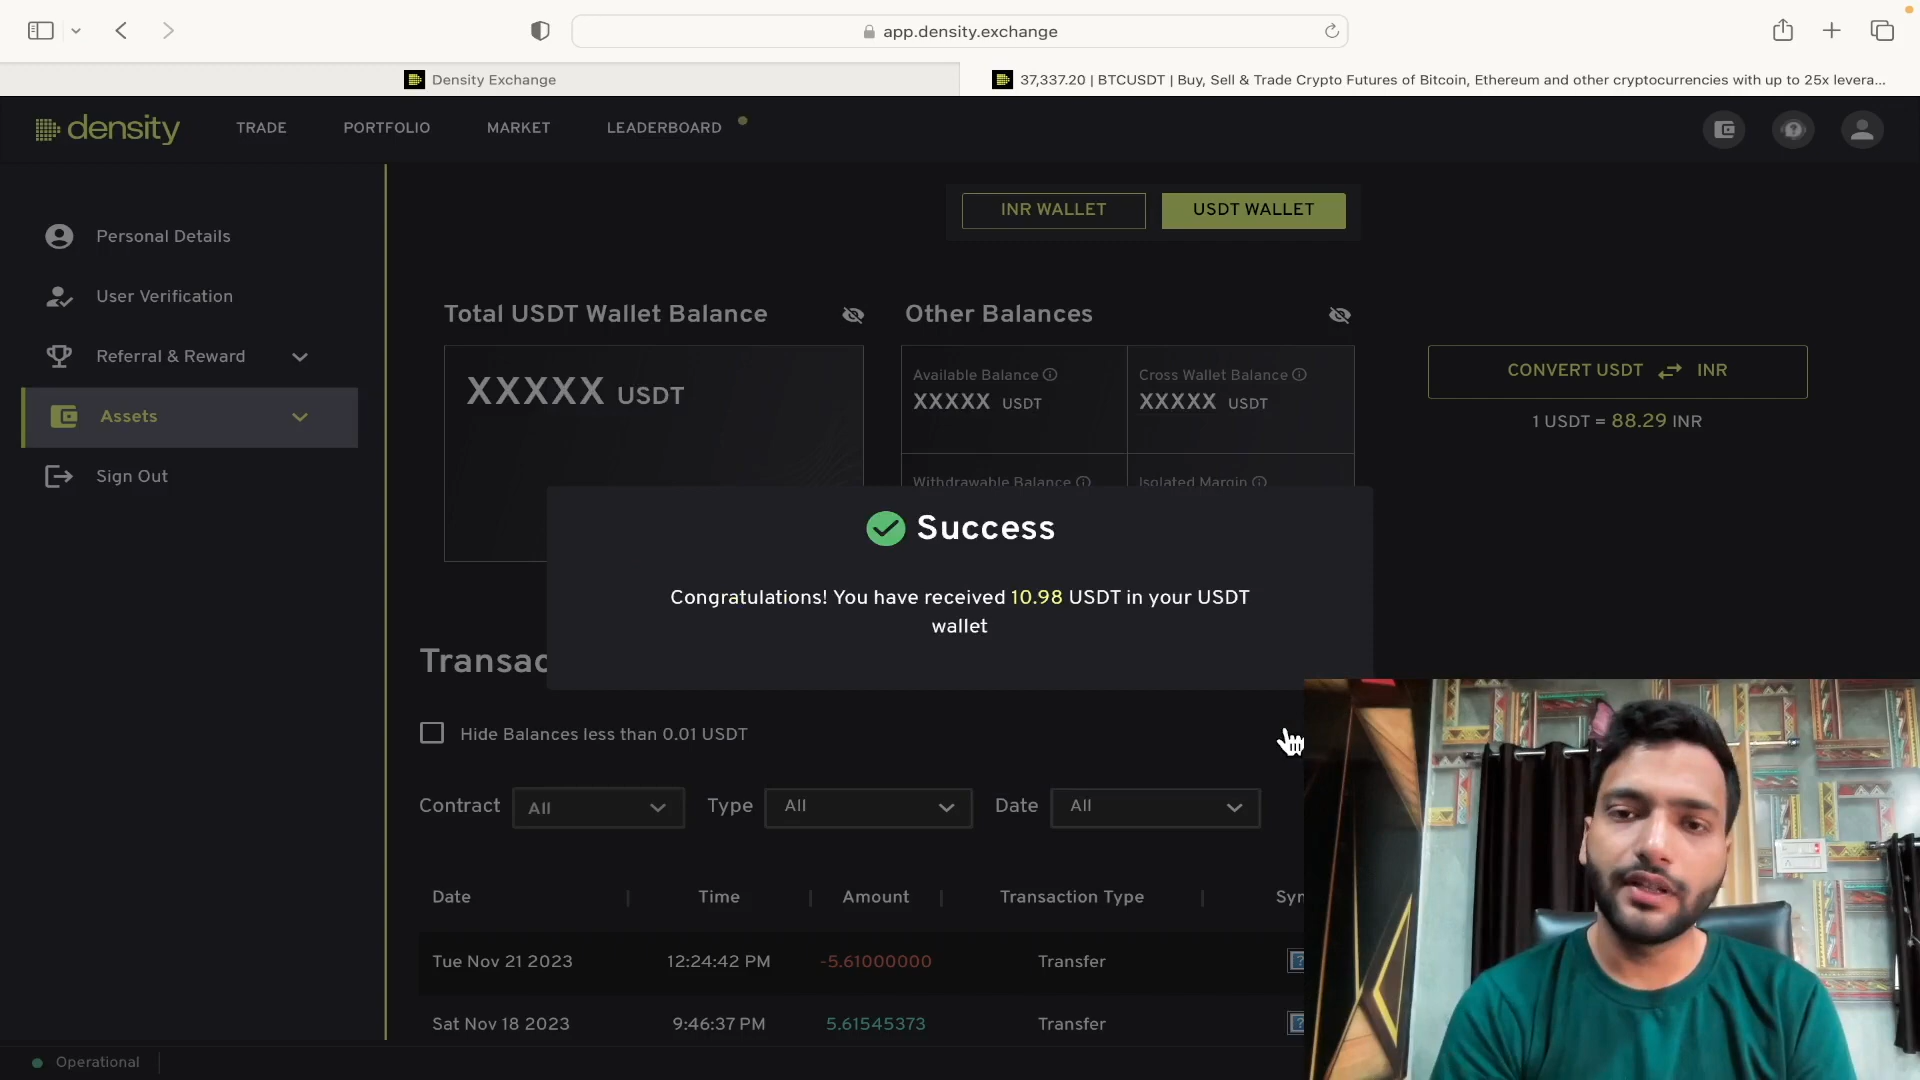 app.density.exchange
Density Exchange
37,337.20 | BTCUSDT | Buy, Sell & Trade Crypto Futures of Bitcoin, Ethereum and other cryptocurrencies with up to 25x levera...
density
TRADE
PORTFOLIO
MARKET
LEADERBOARD
INR WALLET
USDT WALLET
Personal Details
User Verification
Referral & Reward
Assets
Sign Out
Total USDT Wallet Balance
XXXXX USDT
Other Balances
Available Balance
XXXXX USDT
Cross Wallet Balance
XXXXX USDT
Withdrawable Balance
Isolated Margin
CONVERT USDT INR
1 USDT = 88.29 INR
Success
Congratulations! You have received 10.98 USDT in your USDT
wallet
Transac
Hide Balances less than 0.01 USDT
Contract All Type All Date All
Date Time Amount Transaction Type Sym
Tue Nov 21 2023 12:24:42 PM -5.61000000 Transfer
Sat Nov 18 2023 9:46:37 PM 5.61545373 Transfer
Operational